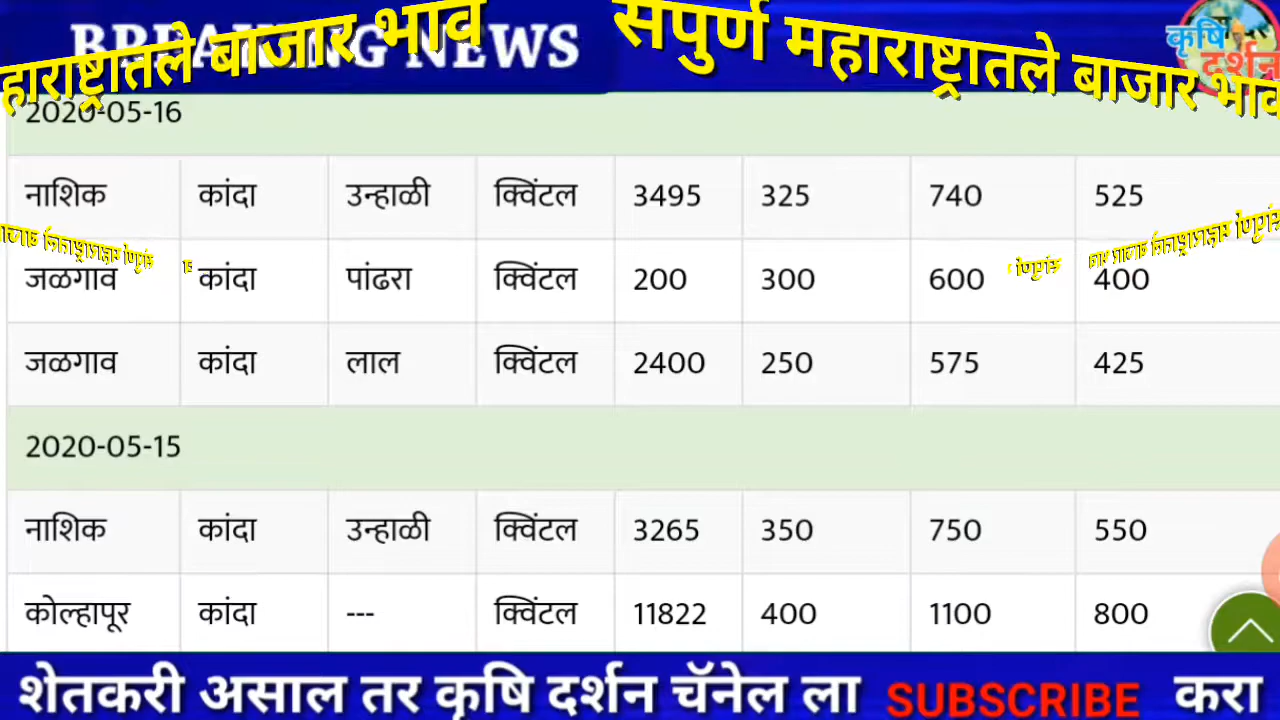 BREAKING NEWS
हाराष्ट्रातले बाजार भाव
संपुर्ण महाराष्ट्रातले बाजार भाव
कृषि
दर्शन
2020-05-16
नाशिक कांदा उन्हाळी क्विंटल 3495 325 740 525
जळगाव कांदा पांढरा क्विंटल 200 300 600 400
जळगाव कांदा लाल क्विंटल 2400 250 575 425
2020-05-15
नाशिक कांदा उन्हाळी क्विंटल 3265 350 750 550
कोल्हापूर कांदा --- क्विंटल 11822 400 1100 800
शेतकरी असाल तर कृषि दर्शन चॅनेल ला SUBSCRIBE करा